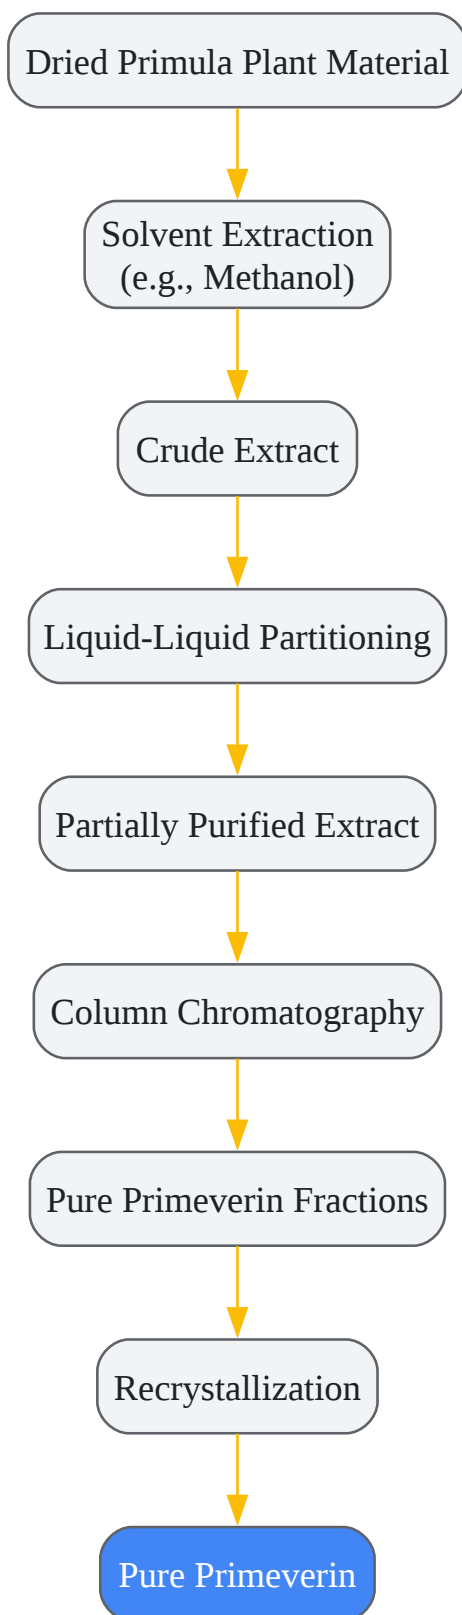 Dried Primula Plant Material
Solvent Extraction
(e.g., Methanol)
Crude Extract
Liquid-Liquid Partitioning
Partially Purified Extract
Column Chromatography
Pure Primeverin Fractions
Recrystallization
Pure Primeverin